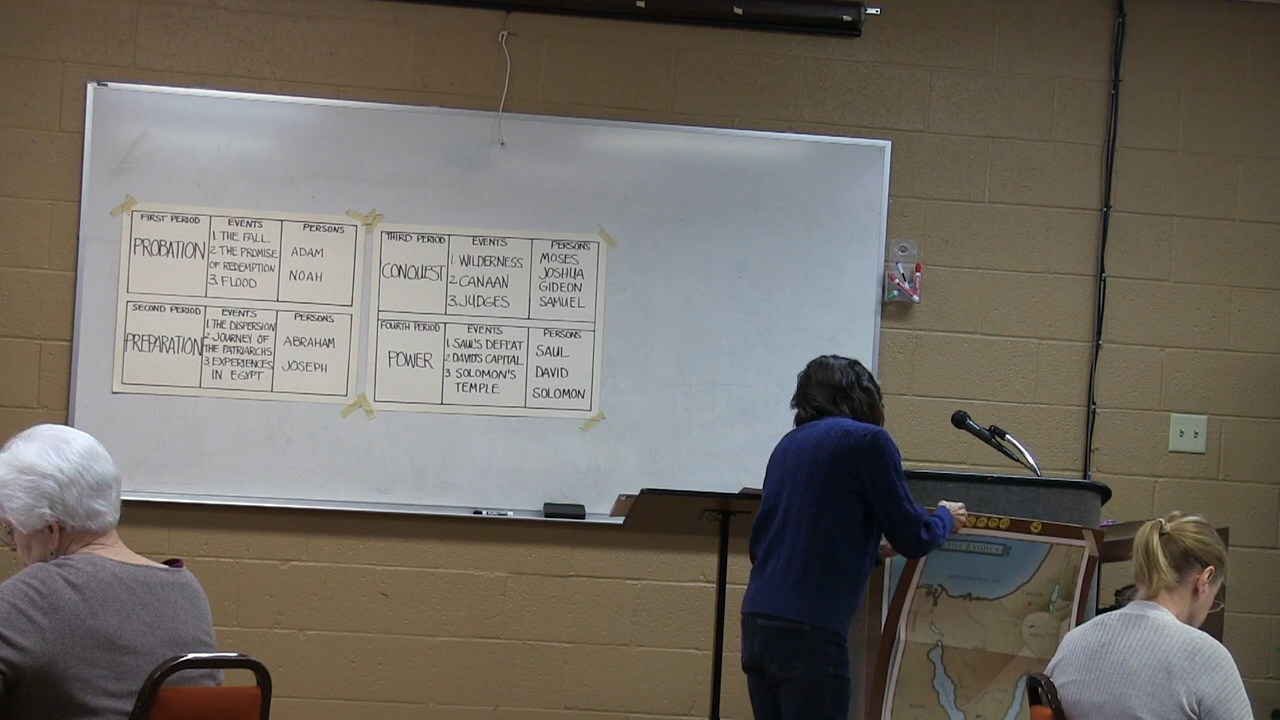 FIRST PERIOD
PROBATION
EVENTS
1. THE FALL
2. THE PROMISE
OF REDEMPTION
3. FLOOD
PERSONS
ADAM
NOAH
SECOND PERIOD
PREPARATION
EVENTS
1. THE DISPERSION
2. JOURNEY OF
THE PATRIARCHS
3 EXPERIENCES
IN EGYPT
PERSONS
ABRAHAM
JOSEPH
THIRD PERIOD
CONQUEST
EVENTS
1. WILDERNESS
2. CANAAN
3. JUDGES
PERSONS
MOSES
JOSHUA
GIDEON
SAMUEL
FOURTH PERIOD
POWER
EVENTS
1. SAUL'S DEFEAT
2. DAVID'S CAPITAL
3 SOLOMON'S
TEMPLE
PERSONS
SAUL
DAVID
SOLOMON